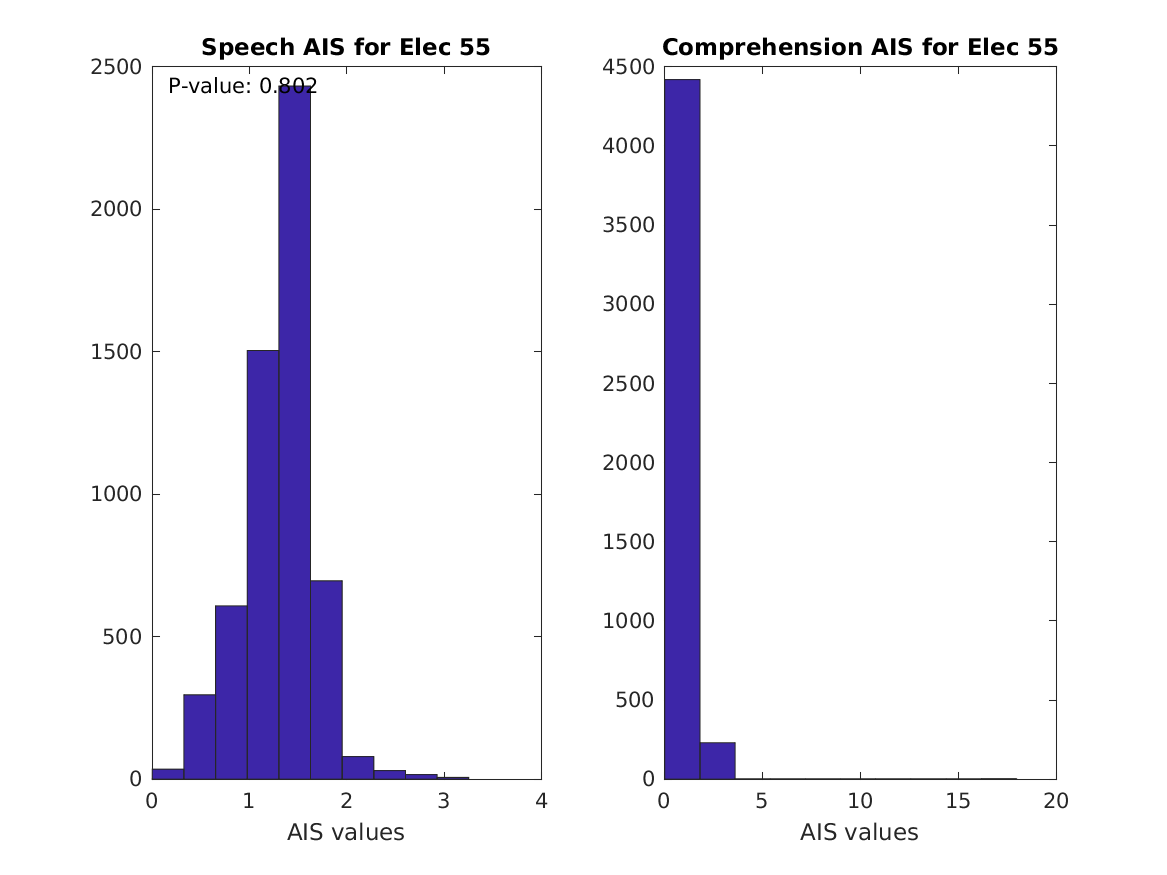 Speech AIS for Elec 55
P-value: 0.802
2500
2000
1500
1000
500
0
0 1 2 3 4
AIS values
Comprehension AIS for Elec 55
4500
4000
3500
3000
2500
2000
1500
1000
500
0
0 5 10 15 20
AIS values